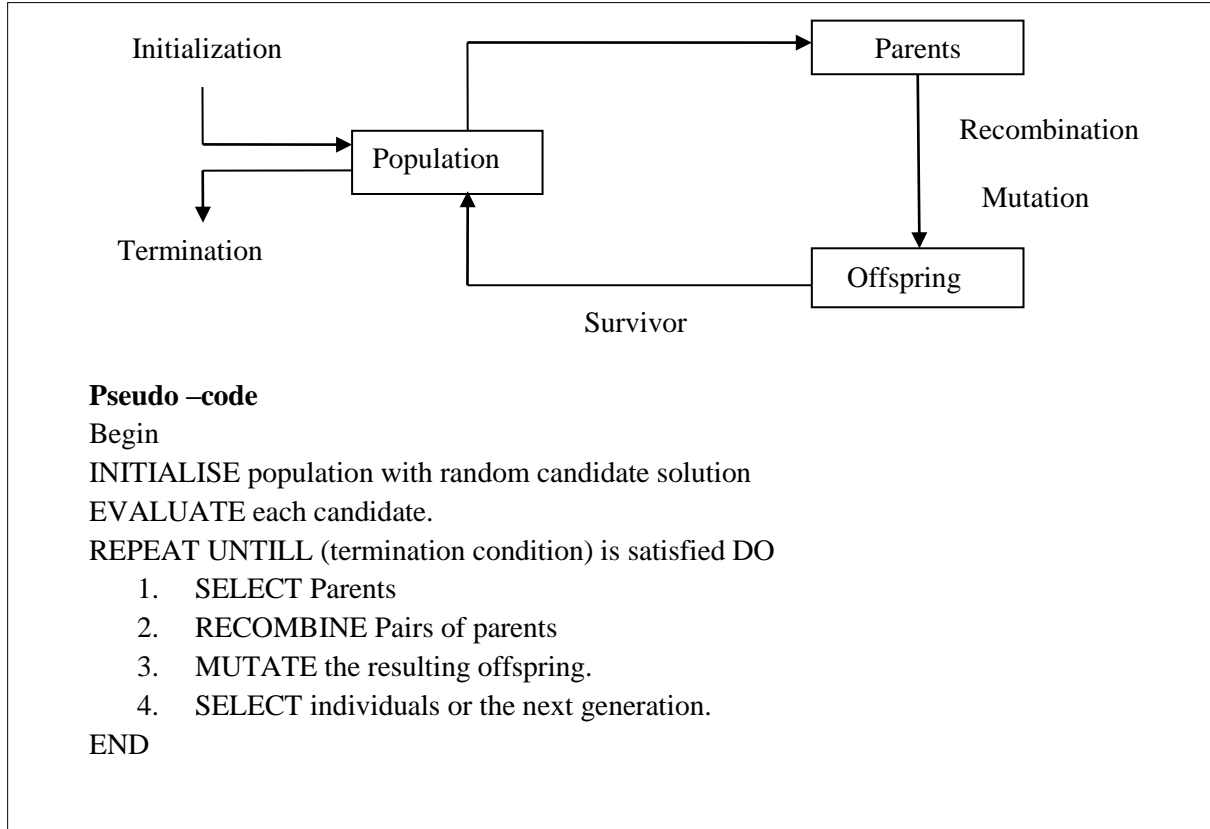 Initialization
Parents
Recombination
Population
Mutation
Termination
Offspring
Survivor
Pseudo –code
Begin
INITIALISE population with random candidate solution
EVALUATE each candidate.
REPEAT UNTILL (termination condition) is satisfied DO
1. SELECT Parents
2. RECOMBINE Pairs of parents
3. MUTATE the resulting offspring.
4. SELECT individuals or the next generation.
END